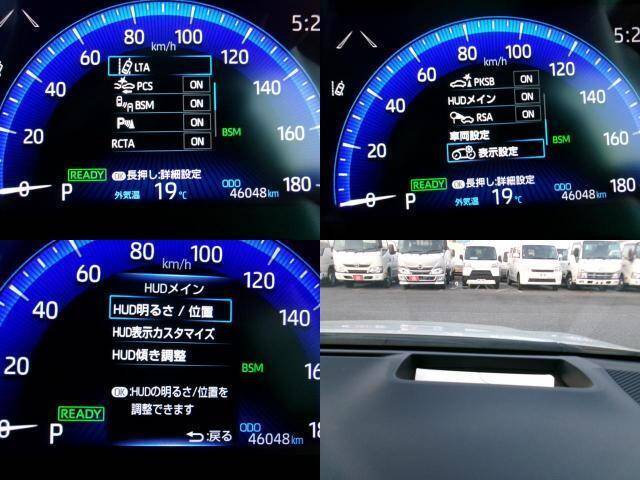 5:2
0
20
40
60
80
100
120
140
160
180
km/h
LTA
PCS ON
BSM ON
ON
RCTA ON
BSM
READY
OK 長押し:詳細設定
P
外気温 19℃
ODO
46048 km
5:2
0
20
40
60
80
100
120
140
160
180
km/h
PKSB ON
HUDメイン ON
RSA ON
車両設定
表示設定
BSM
READY
OK 長押し:詳細設定
P
外気温 19℃
ODO
46048 km
0
20
40
60
80
100
120
140
160
18
km/h
HUDメイン
HUD明るさ / 位置
HUD表示カスタマイズ
HUD傾き調整
BSM
OK :HUDの明るさ/位置を
調整できます
READY
P
:戻る
ODO
46048 km